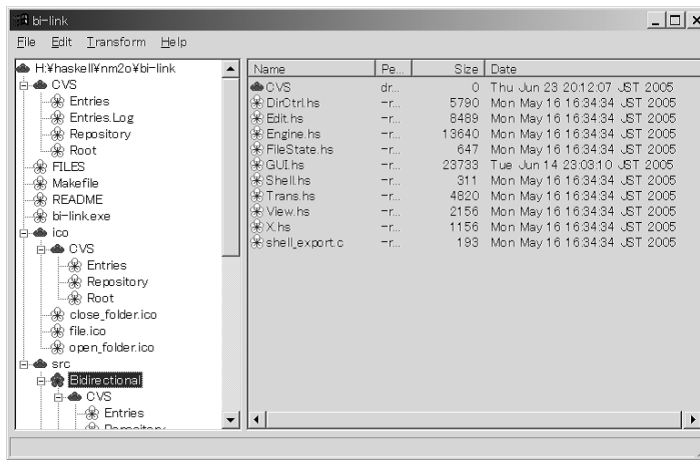 bi-link
File Edit Transform Help
H:¥haskell¥nm2o¥bi-link
CVS
Entries
Entries.Log
Repository
Root
FILES
Makefile
README
bi-link.exe
ico
CVS
Entries
Repository
Root
close_folder.ico
file.ico
open_folder.ico
src
Bidirectional
CVS
Entries
Name Pe... Size Date
CVS dr... 0 Thu Jun 23 20:12:07 JST 2005
DirCtrl.hs -r... 5790 Mon May 16 16:34:34 JST 2005
Edit.hs -r... 8489 Mon May 16 16:34:34 JST 2005
Engine.hs -r... 13640 Mon May 16 16:34:34 JST 2005
FileState.hs -r... 647 Mon May 16 16:34:34 JST 2005
GUI.hs -r... 23733 Tue Jun 14 23:03:10 JST 2005
Shell.hs -r... 311 Mon May 16 16:34:34 JST 2005
Trans.hs -r... 4820 Mon May 16 16:34:34 JST 2005
View.hs -r... 2156 Mon May 16 16:34:34 JST 2005
X.hs -r... 1156 Mon May 16 16:34:34 JST 2005
shell_export.c -r... 193 Mon May 16 16:34:34 JST 2005